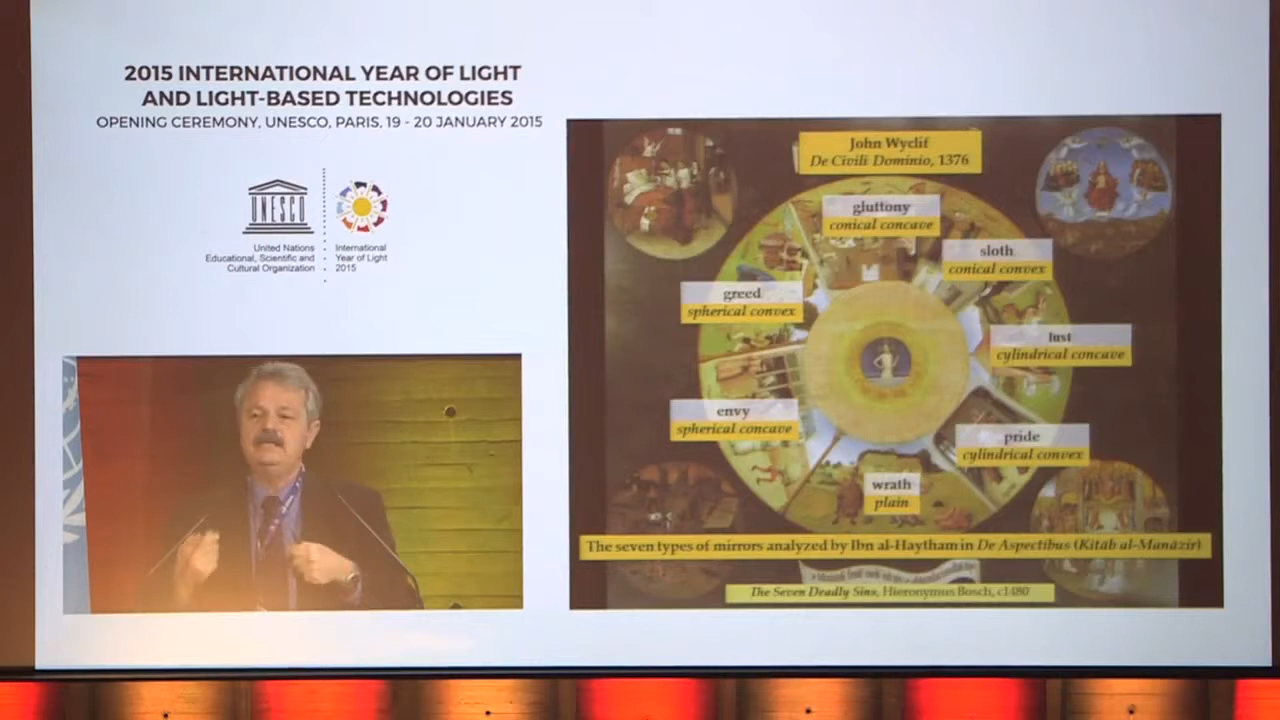 2015 INTERNATIONAL YEAR OF LIGHT
AND LIGHT-BASED TECHNOLOGIES
OPENING CEREMONY, UNESCO, PARIS, 19 - 20 JANUARY 2015
UNESCO
United Nations
Educational, Scientific and
Cultural Organization
International
Year of Light
2015
John Wyclif
De Civili Dominio, 1376
gluttony
conical concave
sloth
conical convex
greed
spherical convex
lust
cylindrical concave
envy
spherical concave
pride
cylindrical convex
wrath
plain
The seven types of mirrors analyzed by Ibn al-Haytham in De Aspectibus (Kitāb al-Manāzir)
The Seven Deadly Sins, Hieronymus Bosch, c1480